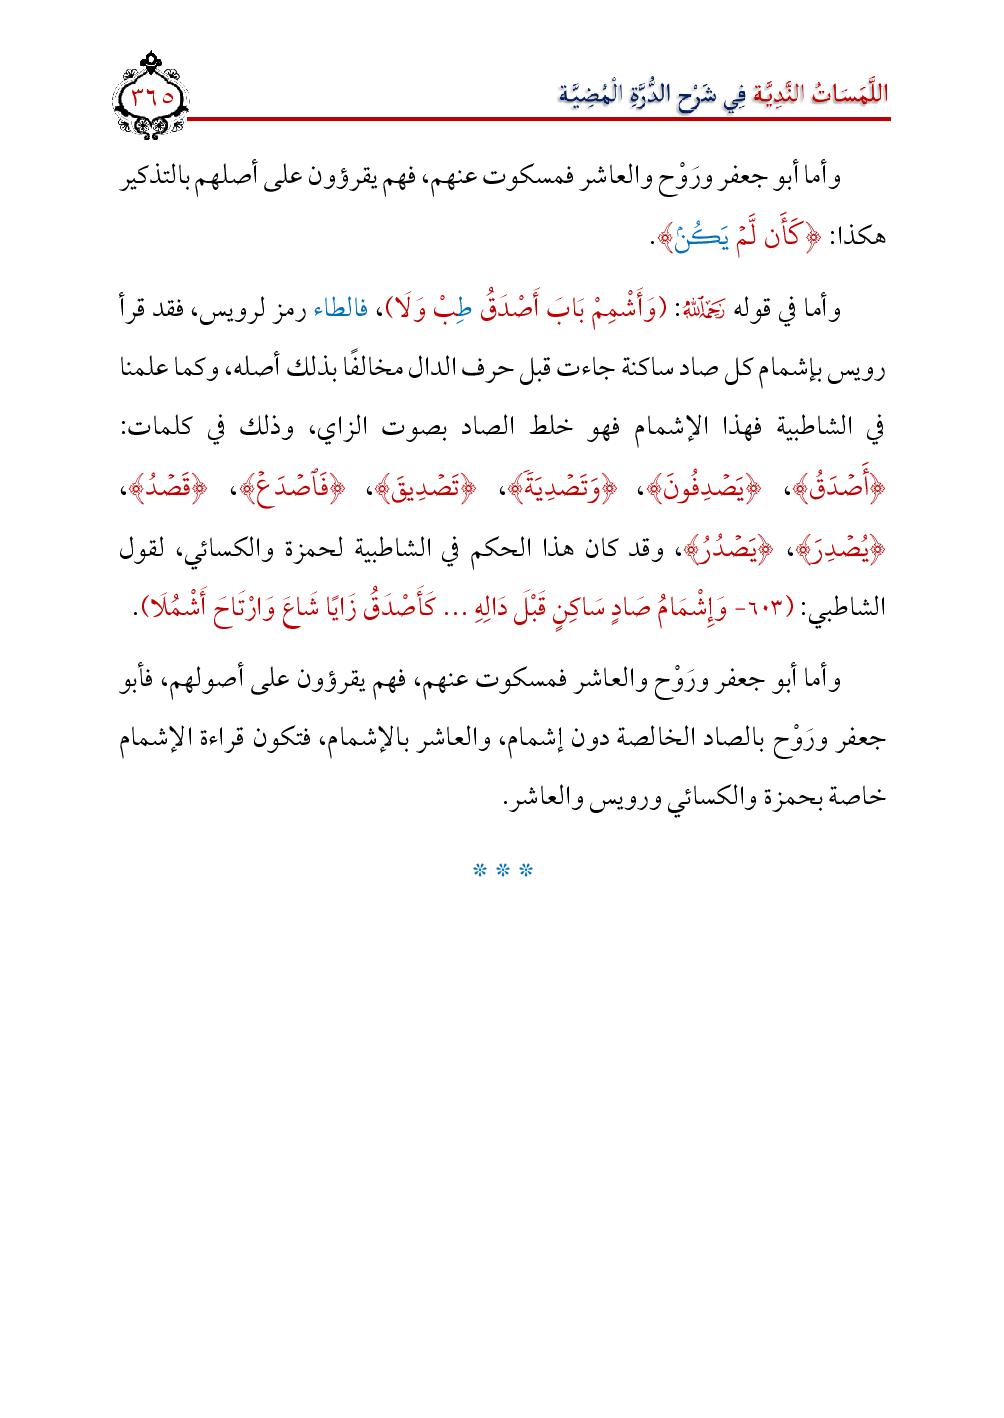 اللَّمَسَاتُ النَّدِيَّة فِي شَرْحِ الدُّرَّةِ الْمُضِيَّة
٣٦٥
وأما أبو جعفر ورَوْح والعاشر فمسكوت عنهم، فهم يقرؤون على أصلهم بالتذكير
هكذا: ﴿كَأَن لَّمۡ يَكُنۢ﴾.
وأما في قوله رَحِمَهُ ٱللَّهُ: (وَأَشْمِمْ بَابَ أَصْدَقُ طِبْ وَلَا)، فالطاء رمز لرويس، فقد قرأ
رويس بإشمام كل صاد ساكنة جاءت قبل حرف الدال مخالفًا بذلك أصله، وكما علمنا
في الشاطبية فهذا الإشمام فهو خلط الصاد بصوت الزاي، وذلك في كلمات:
﴿أَصۡدَقُ﴾، ﴿يَصۡدِفُونَ﴾، ﴿وَتَصۡدِيَةٗ﴾، ﴿تَصۡدِيقَ﴾، ﴿فَٱصۡدَعۡ﴾، ﴿قَصۡدُ﴾،
﴿يُصۡدِرَ﴾، ﴿يَصۡدُرُ﴾، وقد كان هذا الحكم في الشاطبية لحمزة والكسائي، لقول
الشاطبي: (٦٠٣- وَإِشْمَامُ صَادٍ سَاكِنٍ قَبْلَ دَالِهِ ... كَأَصْدَقُ زَايًا شَاعَ وَارْتَاحَ أَشْمُلَا).
وأما أبو جعفر ورَوْح والعاشر فمسكوت عنهم، فهم يقرؤون على أصولهم، فأبو
جعفر ورَوْح بالصاد الخالصة دون إشمام، والعاشر بالإشمام، فتكون قراءة الإشمام
خاصة بحمزة والكسائي ورويس والعاشر.
* * *